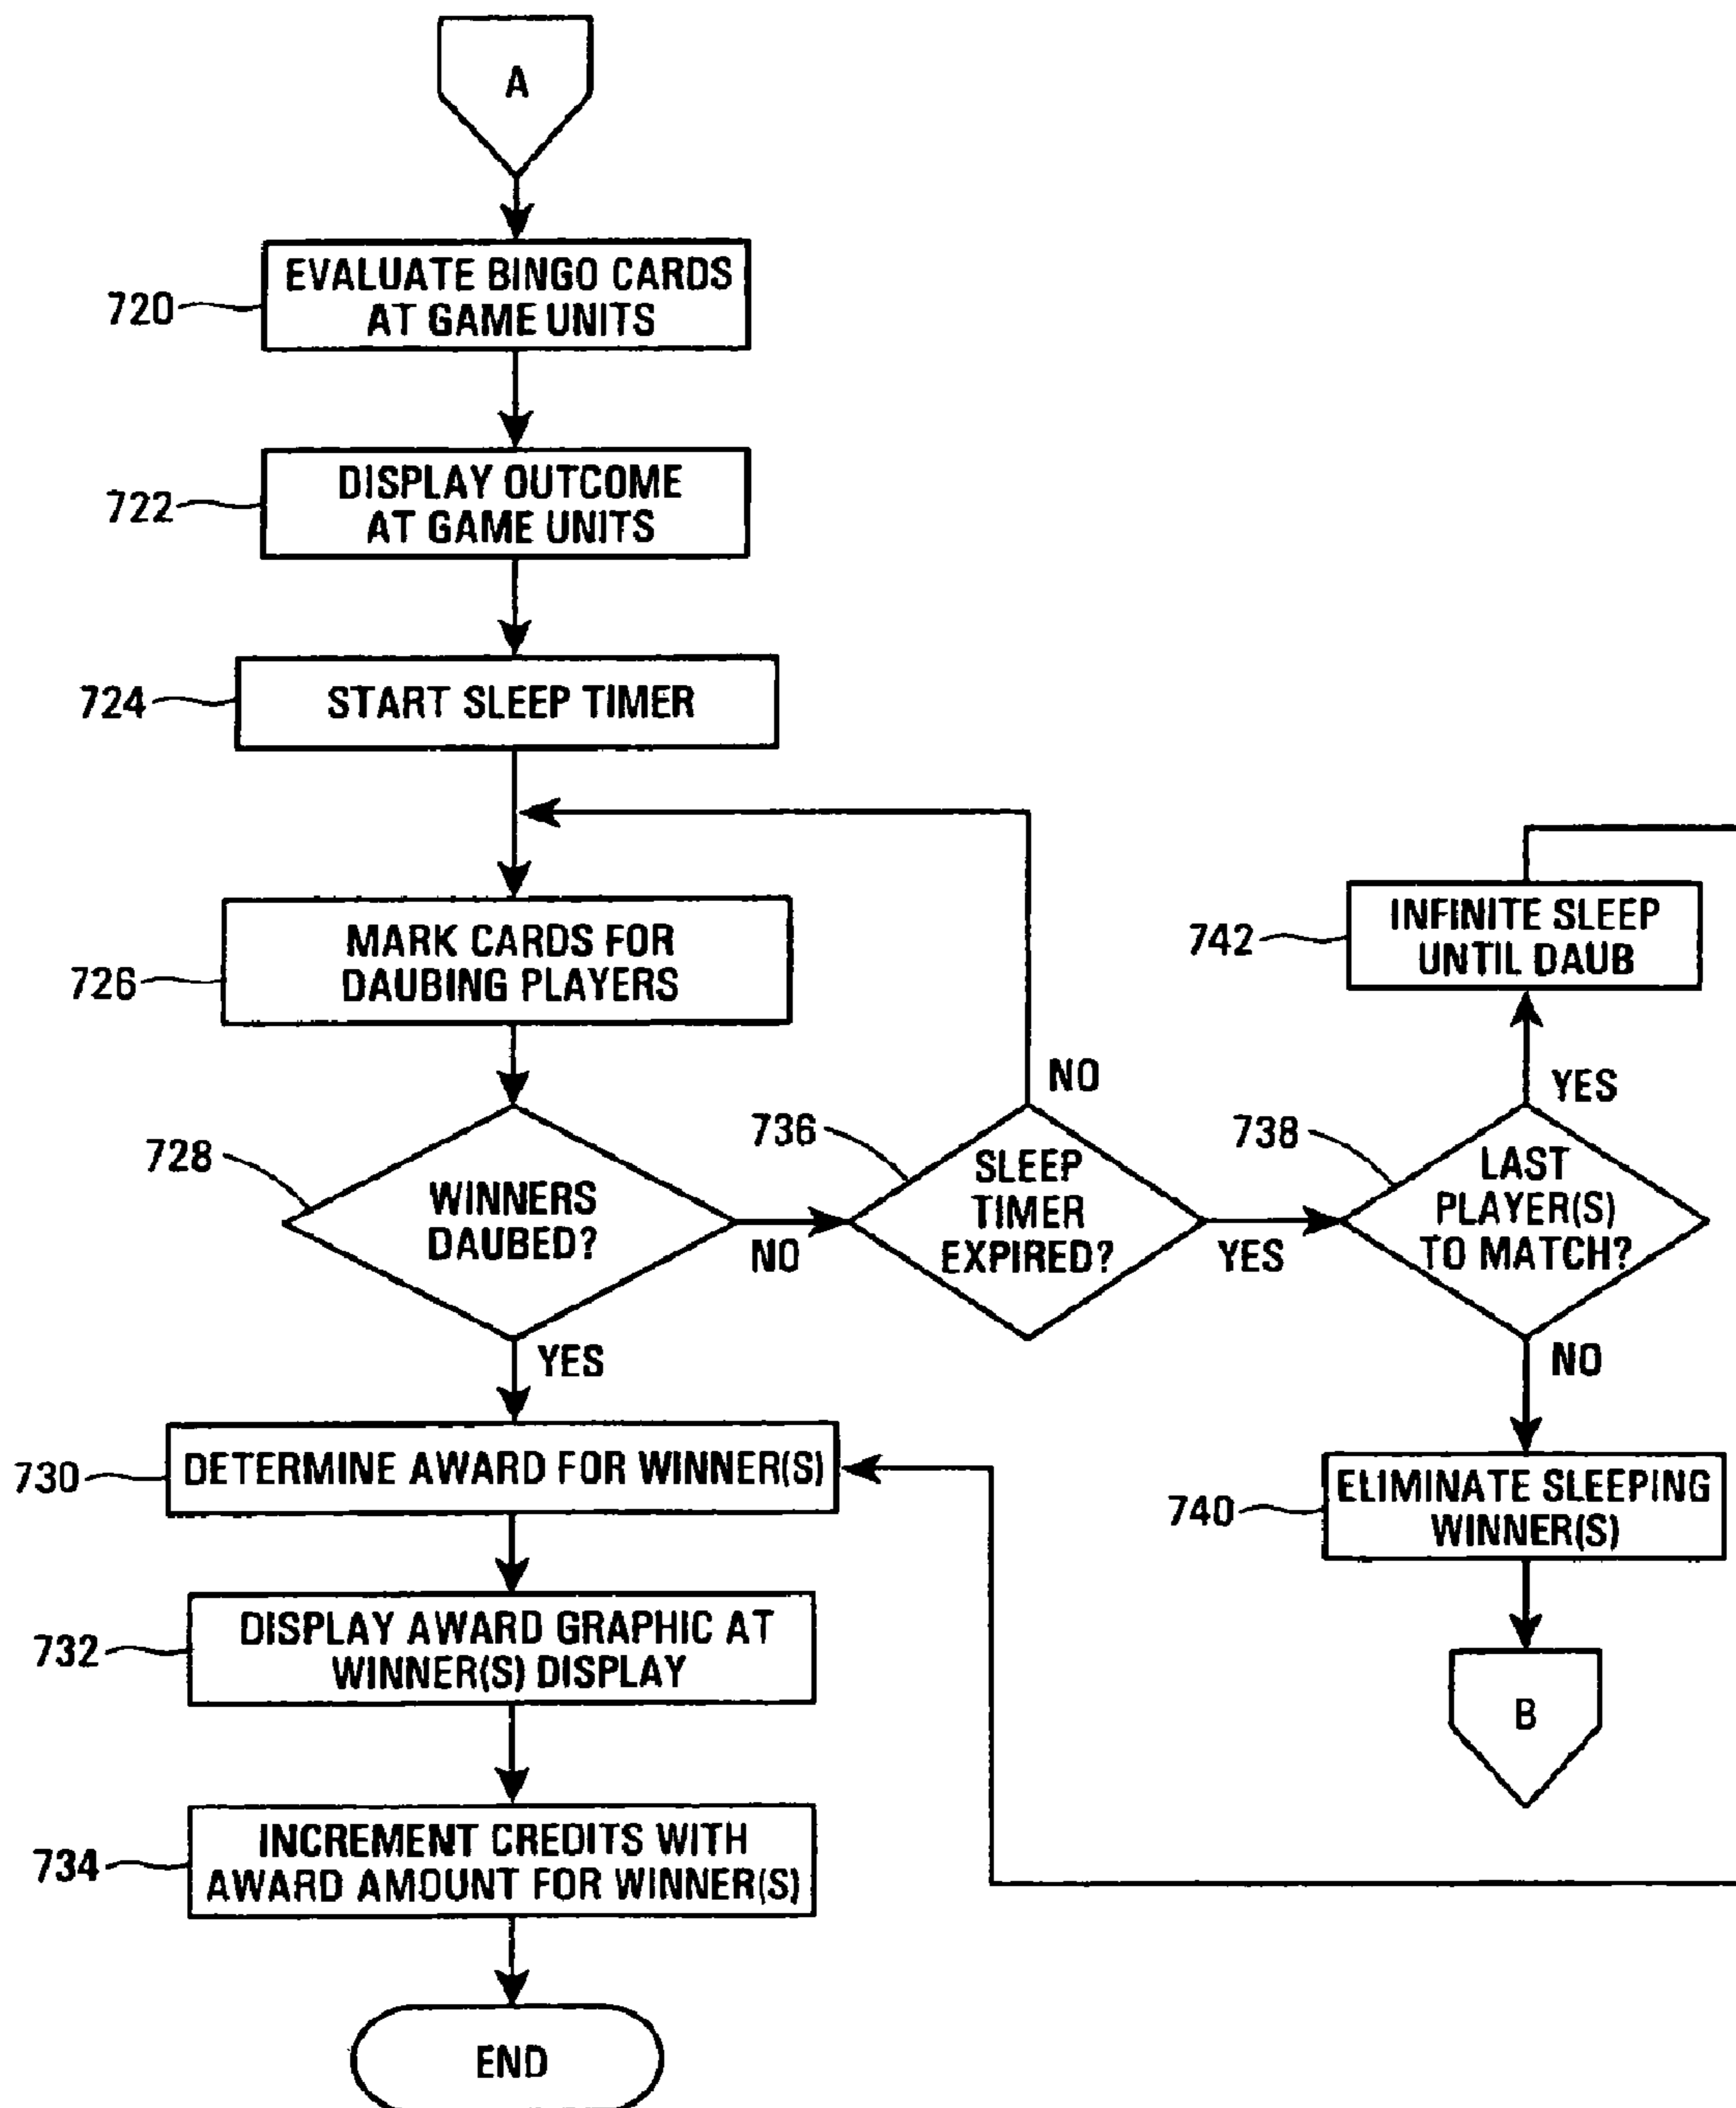 A
720
EVALUATE BINGO CARDS
AT GAME UNITS
722
DISPLAY OUTCOME
AT GAME UNITS
724
START SLEEP TIMER
726
MARK CARDS FOR
DAUBING PLAYERS
742
INFINITE SLEEP
UNTIL DAUB
728
WINNERS
DAUBED?
NO
YES
736
SLEEP
TIMER
EXPIRED?
NO
YES
738
LAST
PLAYER(S)
TO MATCH?
YES
NO
730
DETERMINE AWARD FOR WINNER(S)
740
ELIMINATE SLEEPING
WINNER(S)
732
DISPLAY AWARD GRAPHIC AT
WINNER(S) DISPLAY
B
734
INCREMENT CREDITS WITH
AWARD AMOUNT FOR WINNER(S)
END